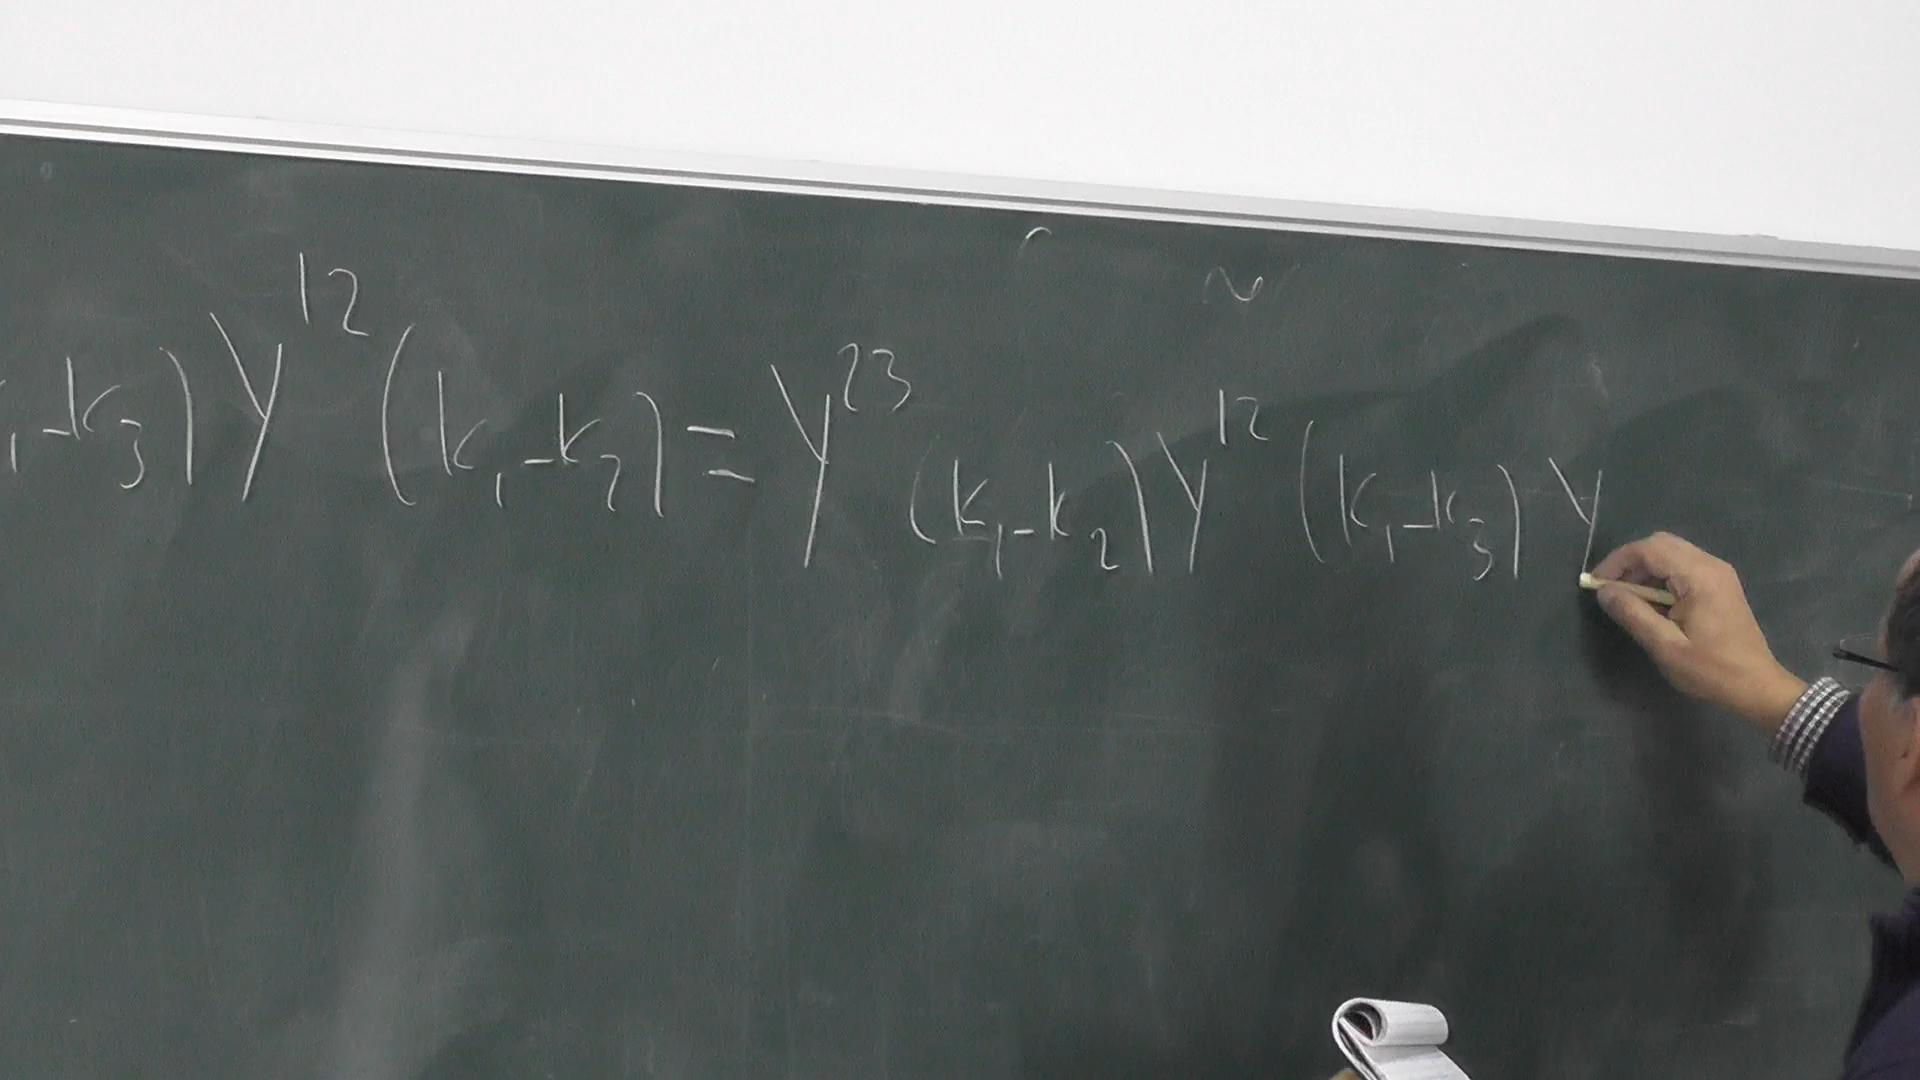 ₁-k₃) Y¹² (k₁-k₂) = Y²³ (k₁-k₂) Y¹² (k₁-k₃) Y